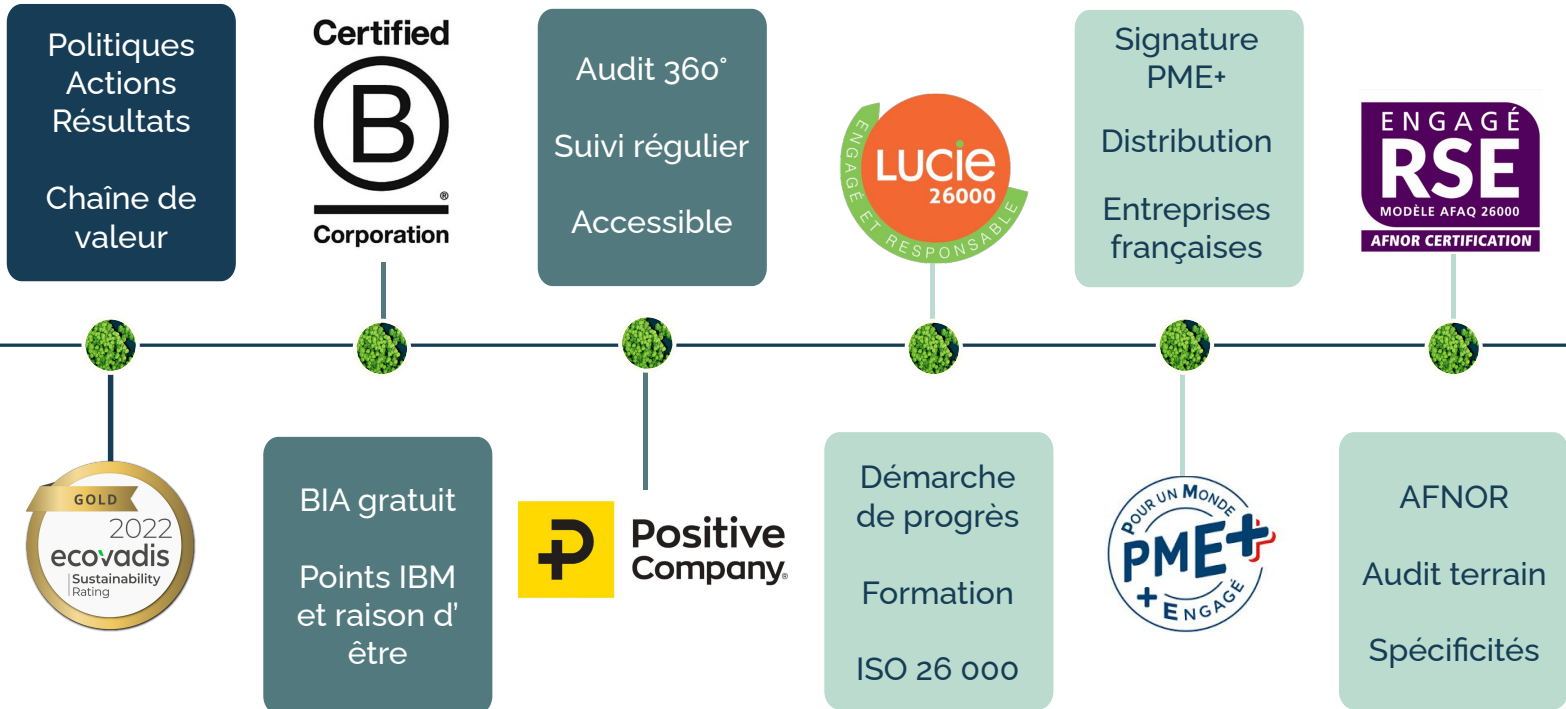 Politiques
Actions
Résultats
Chaîne de
valeur
Certified
B
®
Corporation
Audit 360°
Suivi régulier
Accessible
ENGAGÉ ET RESPONSABLE
LUCIE
26000
Signature
PME+
Distribution
Entreprises
françaises
ENGAGÉ
RSE
MODÈLE AFAQ 26000
AFNOR CERTIFICATION
GOLD
2022
ecovadis
Sustainability
Rating
BIA gratuit
Points IBM
et raison d’
être
Positive
Company®
Démarche
de progrès
Formation
ISO 26 000
POUR UN MONDE
PME+
+ ENGAGÉ
AFNOR
Audit terrain
Spécificités